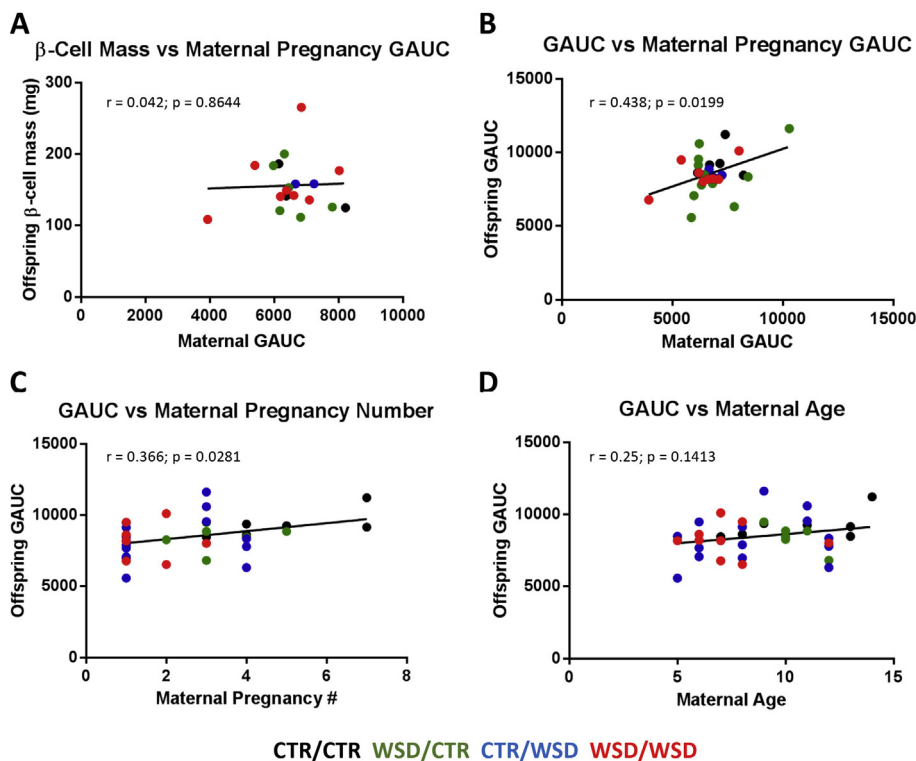 A
β-Cell Mass vs Maternal Pregnancy GAUC
Offspring β-cell mass (mg)
300
200
100
0
r = 0.042; p = 0.8644
0 2000 4000 6000 8000 10000
Maternal GAUC
B
GAUC vs Maternal Pregnancy GAUC
Offspring GAUC
15000
10000
5000
0
r = 0.438; p = 0.0199
0 5000 10000 15000
Maternal GAUC
C
GAUC vs Maternal Pregnancy Number
Offspring GAUC
15000
10000
5000
0
r = 0.366; p = 0.0281
0 2 4 6 8
Maternal Pregnancy #
D
GAUC vs Maternal Age
Offspring GAUC
15000
10000
5000
0
r = 0.25; p = 0.1413
0 5 10 15
Maternal Age
CTR/CTR WSD/CTR CTR/WSD WSD/WSD